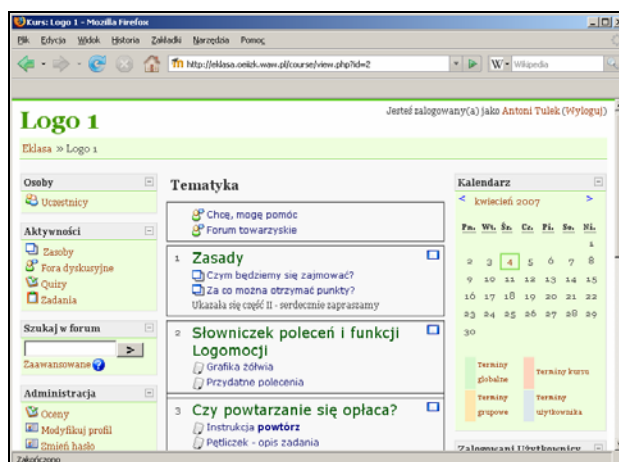 Kurs: Logo 1 - Mozilla Firefox
Plik Edycja Widok Historia Zakładki Narzędzia Pomoc
http://eklasa.oeiizk.waw.pl/course/view.php?id=2
W Wikipedia
Jesteś zalogowany(a) jako Antoni Tulek (Wyloguj)
Logo 1
Eklasa » Logo 1
Osoby
Uczestnicy
Aktywności
Zasoby
Fora dyskusyjne
Quizy
Zadania
Szukaj w forum
>
Zaawansowane ?
Administracja
Oceny
Modyfikuj profil
Zmień hasło
Tematyka
Chcę, mogę pomóc
Forum towarzyskie
1 Zasady
Czym będziemy się zajmować?
Za co można otrzymać punkty?
Ukazała się część II - serdecznie zapraszamy
2 Słowniczek poleceń i funkcji
Logomocji
Grafika żółwia
Przydatne polecenia
3 Czy powtarzanie się opłaca?
Instrukcja powtórz
Pętliczek - opis zadania
Kalendarz
< kwiecień 2007 >
Pn. Wt. Śr. Cz. Pi. So. Ni.
1
2 3 4 5 6 7 8
9 10 11 12 13 14 15
16 17 18 19 20 21 22
23 24 25 26 27 28 29
30
Terminy globalne
Terminy kursu
Terminy grupowe
Terminy użytkownika
Zalogowani Użytkownicy
Zakończono